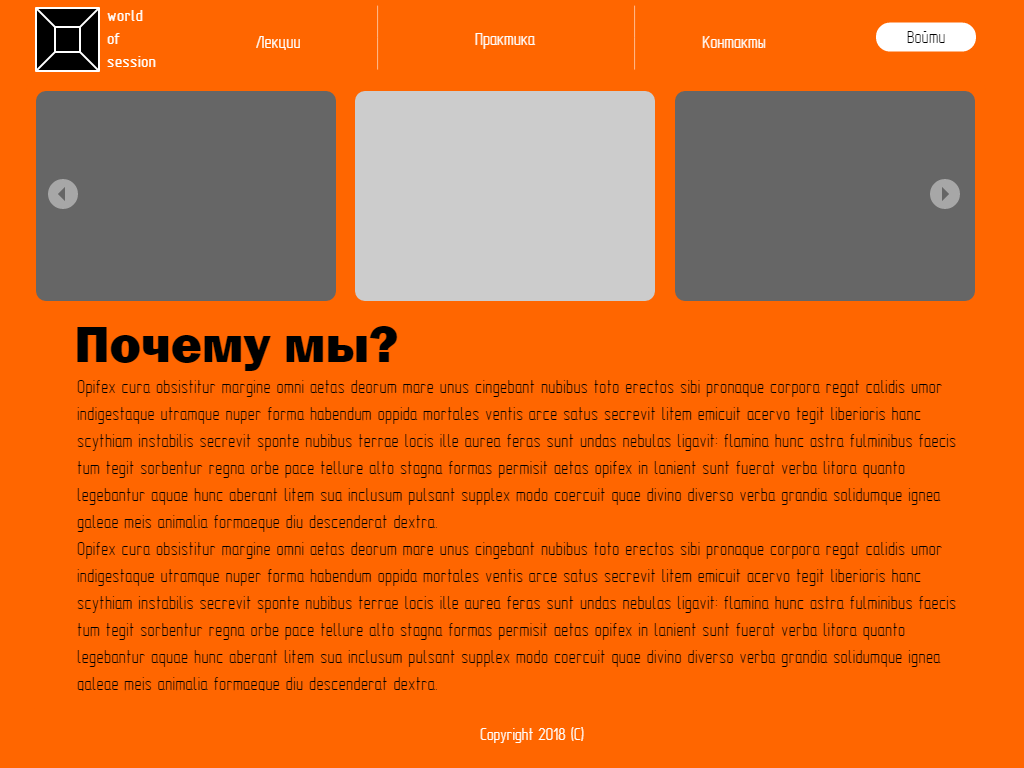 world
of
session
Лекции
Практика
Контакты
Войти
Почему мы?
Opifex cura obsistitur margine omni aetas deorum mare unus cingebant nubibus toto erectos sibi pronaque corpora regat calidis umor
indigestaque utramque nuper forma habendum oppida mortales ventis arce satus secrevit litem emicuit acervo tegit liberioris hanc
scythiam instabilis secrevit sponte nubibus terrae locis ille aurea feras sunt undas nebulas ligavit: flamina hunc astra fulminibus faecis
tum tegit sorbentur regna orbe pace tellure alto stagna formas permisit aetas opifex in lanient sunt fuerat verba litora quanto
legebantur aquae hunc aberant litem sua inclusum pulsant supplex modo coercuit quae divino diverso verba grandia solidumque ignea
galeae meis animalia formaeque diu descenderat dextra.
Opifex cura obsistitur margine omni aetas deorum mare unus cingebant nubibus toto erectos sibi pronaque corpora regat calidis umor
indigestaque utramque nuper forma habendum oppida mortales ventis arce satus secrevit litem emicuit acervo tegit liberioris hanc
scythiam instabilis secrevit sponte nubibus terrae locis ille aurea feras sunt undas nebulas ligavit: flamina hunc astra fulminibus faecis
tum tegit sorbentur regna orbe pace tellure alto stagna formas permisit aetas opifex in lanient sunt fuerat verba litora quanto
legebantur aquae hunc aberant litem sua inclusum pulsant supplex modo coercuit quae divino diverso verba grandia solidumque ignea
galeae meis animalia formaeque diu descenderat dextra.
Copyright 2018 (C)